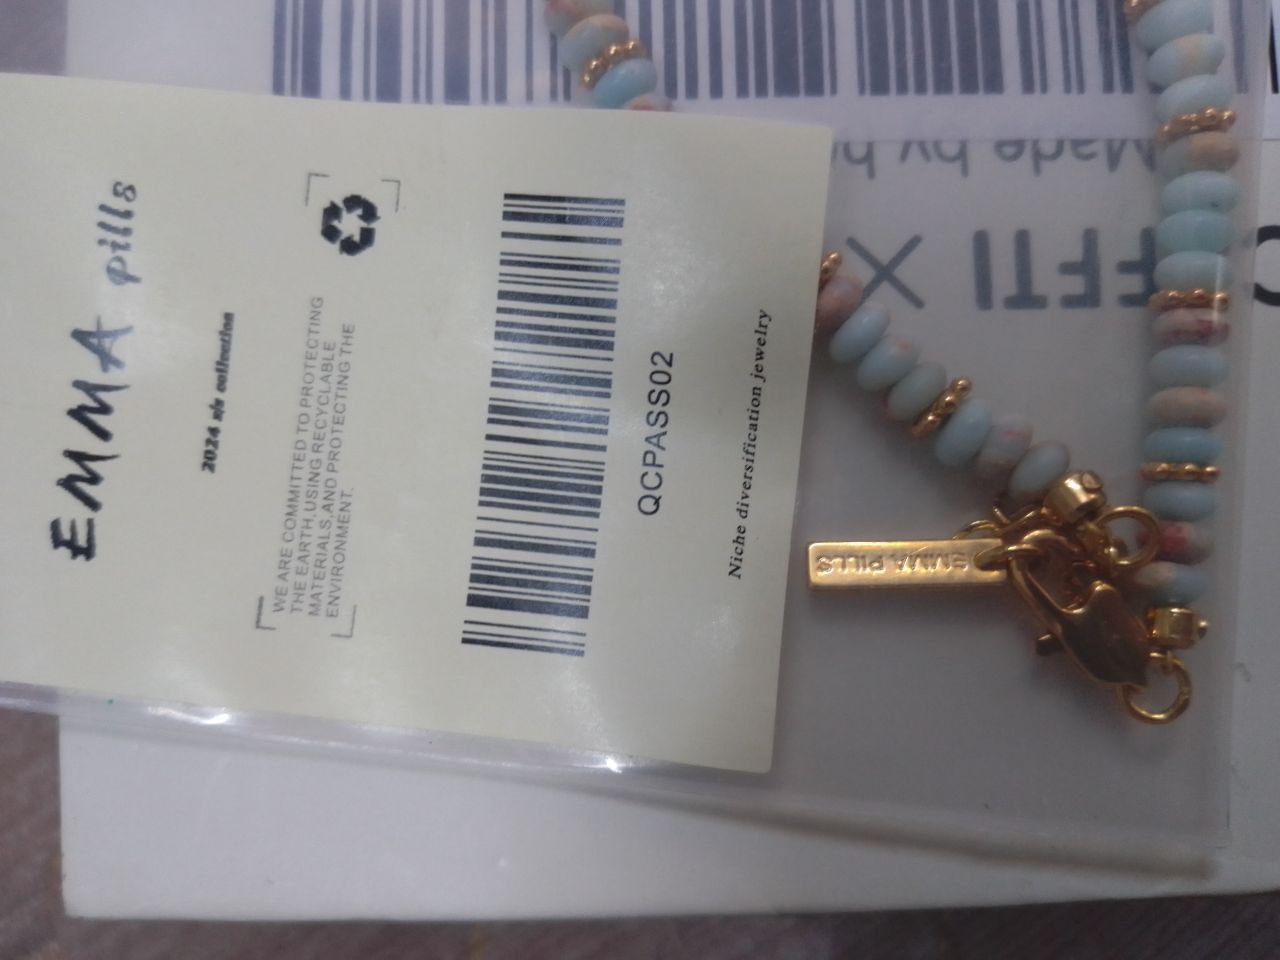 EMMA pills
2024 s/s collection
WE ARE COMMITTED TO PROTECTING
THE EARTH,USING RECYCLABLE
MATERIALS,AND PROTECTING THE
ENVIRONMENT.
QCPASS02
Niche diversification jewelry
EMMA PILLS
Made by
FFTI X